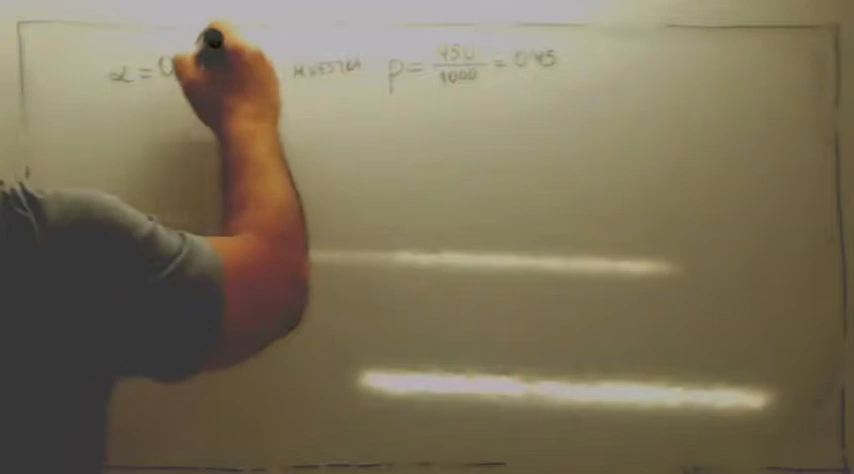 α = 0 MUESTRA p = 450/1000 = 0'45